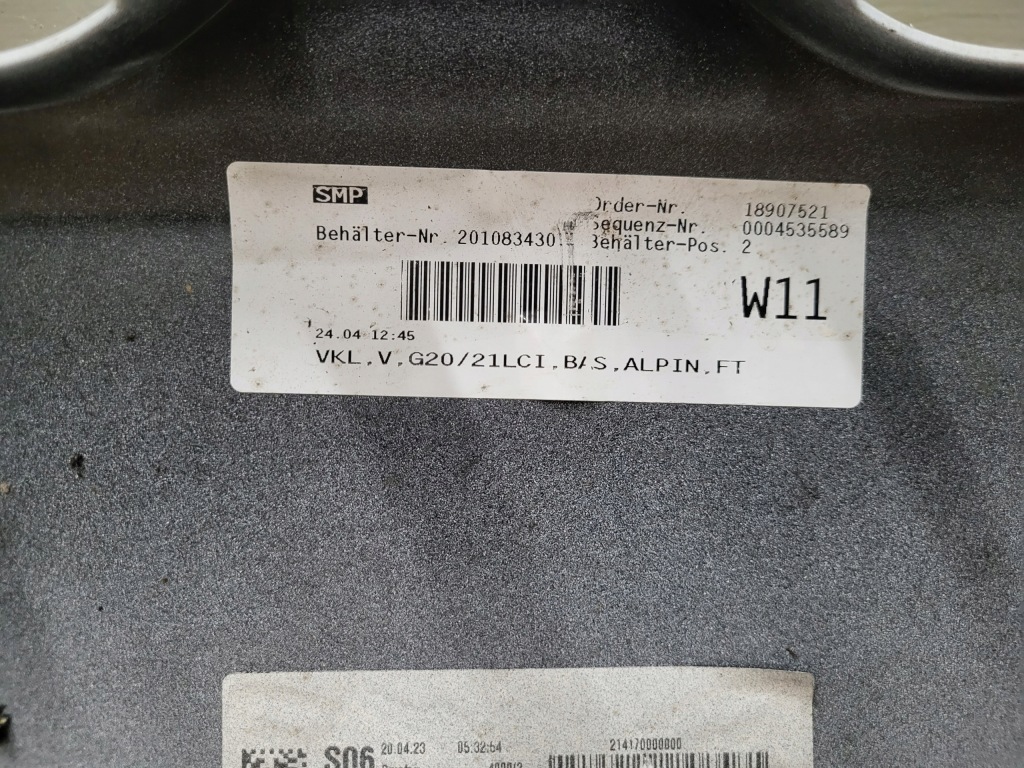 SMP
Order-Nr. 18907521
Sequenz-Nr. 0004535589
Behälter-Nr. 201083430 Behälter-Pos. 2
W11
24.04 12:45
VKL,V,G20/21LCI,BAS,ALPIN,FT
S06 20.04.23 05:32:54 214170000000